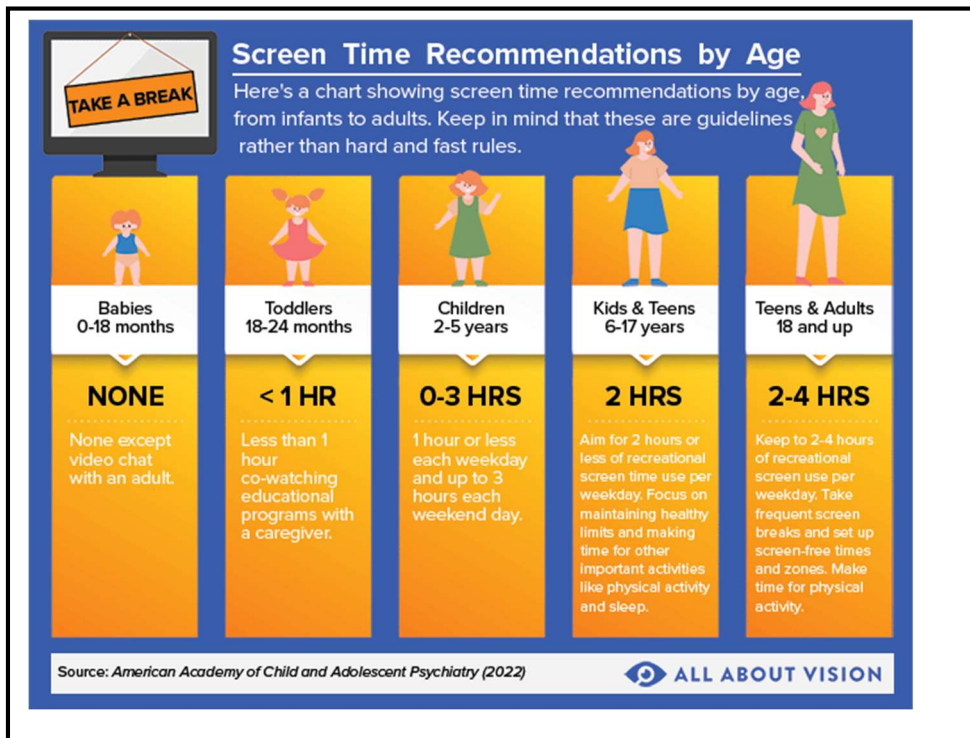 TAKE A BREAK
Screen Time Recommendations by Age
Here's a chart showing screen time recommendations by age,
from infants to adults. Keep in mind that these are guidelines
rather than hard and fast rules.
Babies
0-18 months
NONE
None except
video chat
with an adult.
Toddlers
18-24 months
< 1 HR
Less than 1
hour
co-watching
educational
programs with
a caregiver.
Children
2-5 years
0-3 HRS
1 hour or less
each weekday
and up to 3
hours each
weekend day.
Kids & Teens
6-17 years
2 HRS
Aim for 2 hours or
less of recreational
screen time use per
weekday. Focus on
maintaining healthy
limits and making
time for other
important activities
like physical activity
and sleep.
Teens & Adults
18 and up
2-4 HRS
Keep to 2-4 hours
of recreational
screen use per
weekday. Take
frequent screen
breaks and set up
screen-free times
and zones. Make
time for physical
activity.
Source: American Academy of Child and Adolescent Psychiatry (2022)
ALL ABOUT VISION